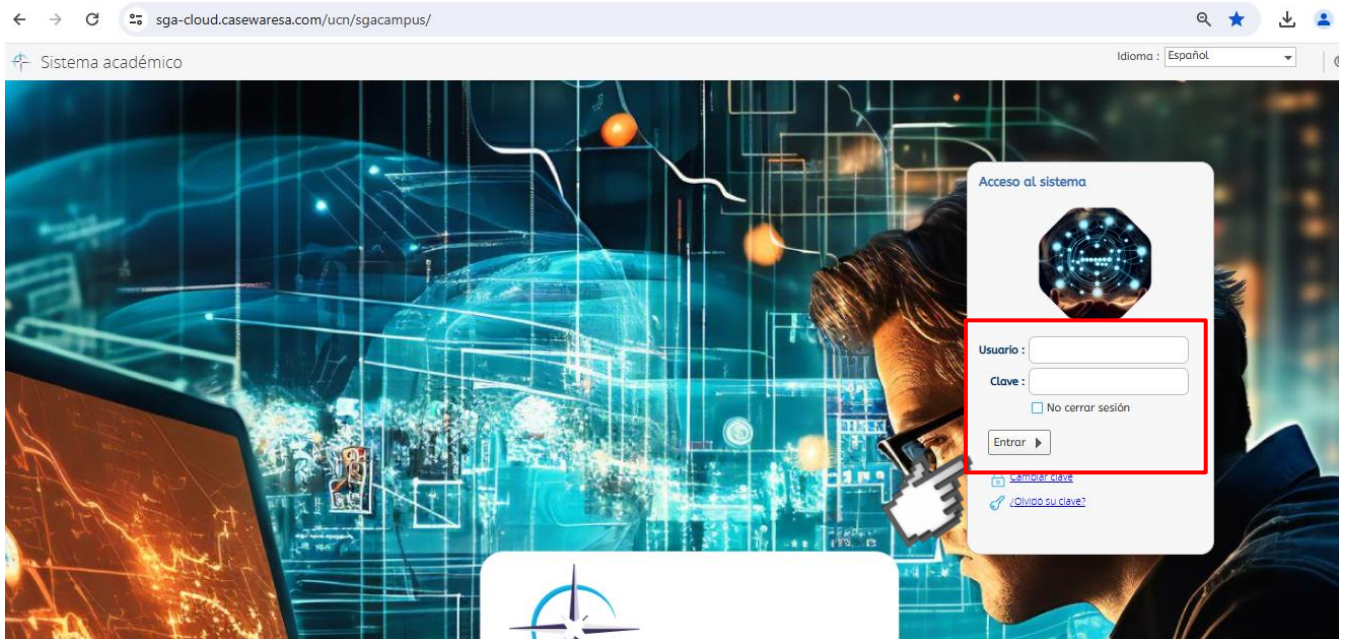 sga-cloud.casewaresa.com/ucn/sgacampus/
Sistema académico
Idioma : Español
Acceso al sistema
Usuario :
Clave :
No cerrar sesión
Entrar
Cambiar clave
¿Olvidó su clave?